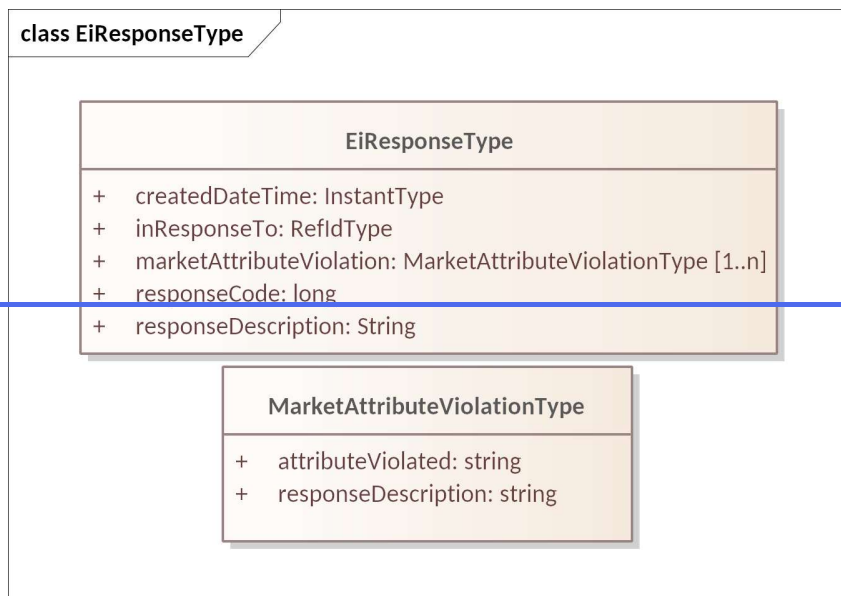 class EiResponseType
EiResponseType
+ createdDateTime: InstantType
+ inResponseTo: RefIdType
+ marketAttributeViolation: MarketAttributeViolationType [1..n]
+ responseCode: long
+ responseDescription: String
MarketAttributeViolationType
+ attributeViolated: string
+ responseDescription: string